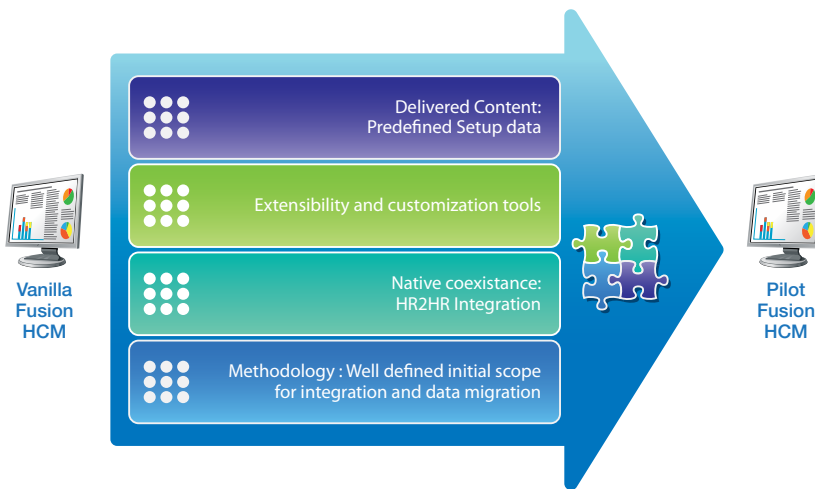 Delivered Content:
Predefined Setup data
Extensibility and customization tools
Native coexistance:
HR2HR Integration
Methodology : Well defined initial scope
for integration and data migration
Vanilla
Fusion
HCM
Pilot
Fusion
HCM